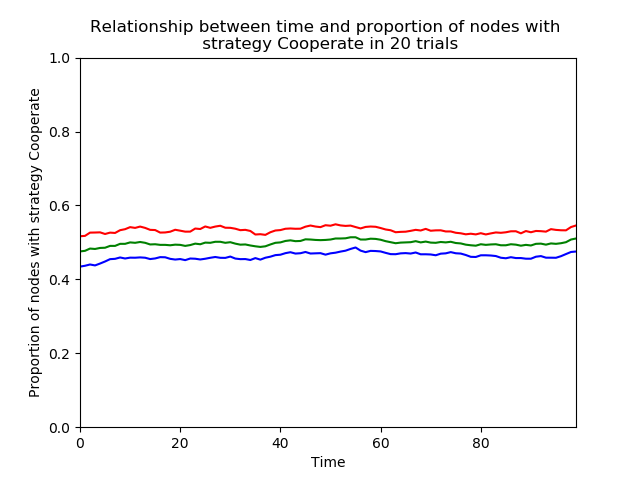 Relationship between time and proportion of nodes with
strategy Cooperate in 20 trials
Proportion of nodes with strategy Cooperate
1.0
0.8
0.6
0.4
0.2
0.0
0
20
40
60
80
Time